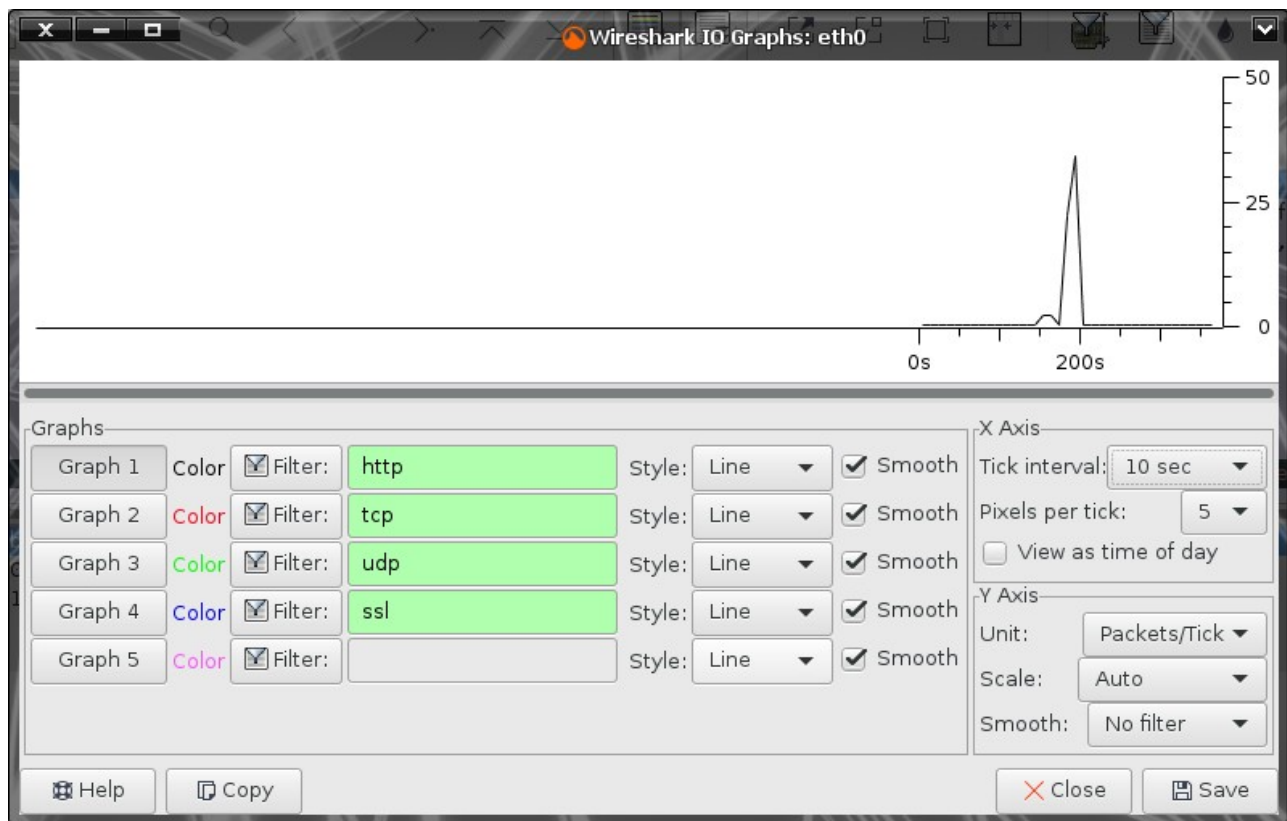 Wireshark IO Graphs: eth0
50
25
0
0s 200s
Graphs
Graph 1 Color Filter: http Style: Line Smooth
Graph 2 Color Filter: tcp Style: Line Smooth
Graph 3 Color Filter: udp Style: Line Smooth
Graph 4 Color Filter: ssl Style: Line Smooth
Graph 5 Color Filter: Style: Line Smooth
X Axis
Tick interval: 10 sec
Pixels per tick: 5
View as time of day
Y Axis
Unit: Packets/Tick
Scale: Auto
Smooth: No filter
Help Copy Close Save